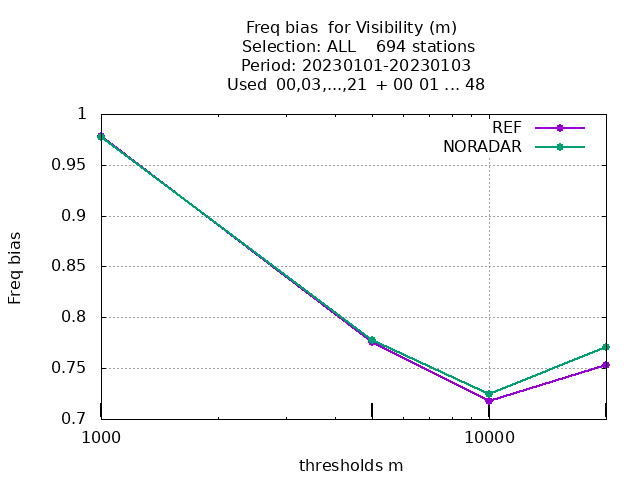 Freq bias  for Visibility (m)
Selection: ALL    694 stations
Period: 20230101-20230103
Used  00,03,...,21  + 00 01 ... 48
REF
NORADAR
1
0.95
0.9
0.85
0.8
0.75
0.7
Freq bias
1000
10000
thresholds m